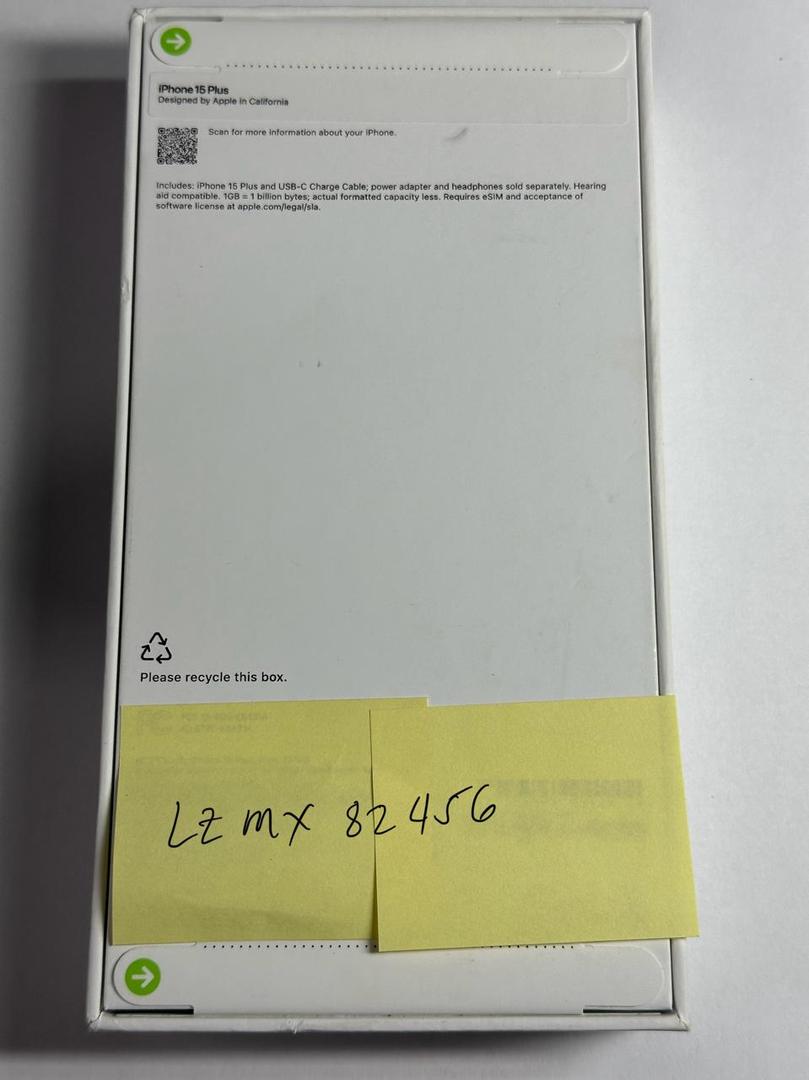 iPhone 15 Plus
Designed by Apple in California
Scan for more information about your iPhone.
Includes: iPhone 15 Plus and USB-C Charge Cable; power adapter and headphones sold separately. Hearing
aid compatible. 1GB = 1 billion bytes; actual formatted capacity less. Requires eSIM and acceptance of
software license at apple.com/legal/sla.
Please recycle this box.
LZMX 82456